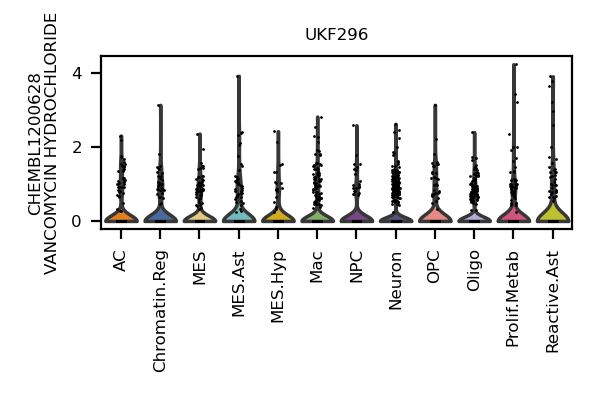 UKF296
CHEMBL1200628
VANCOMYCIN HYDROCHLORIDE
4
2
0
AC
Chromatin.Reg
MES
MES.Ast
MES.Hyp
Mac
NPC
Neuron
OPC
Oligo
Prolif.Metab
Reactive.Ast